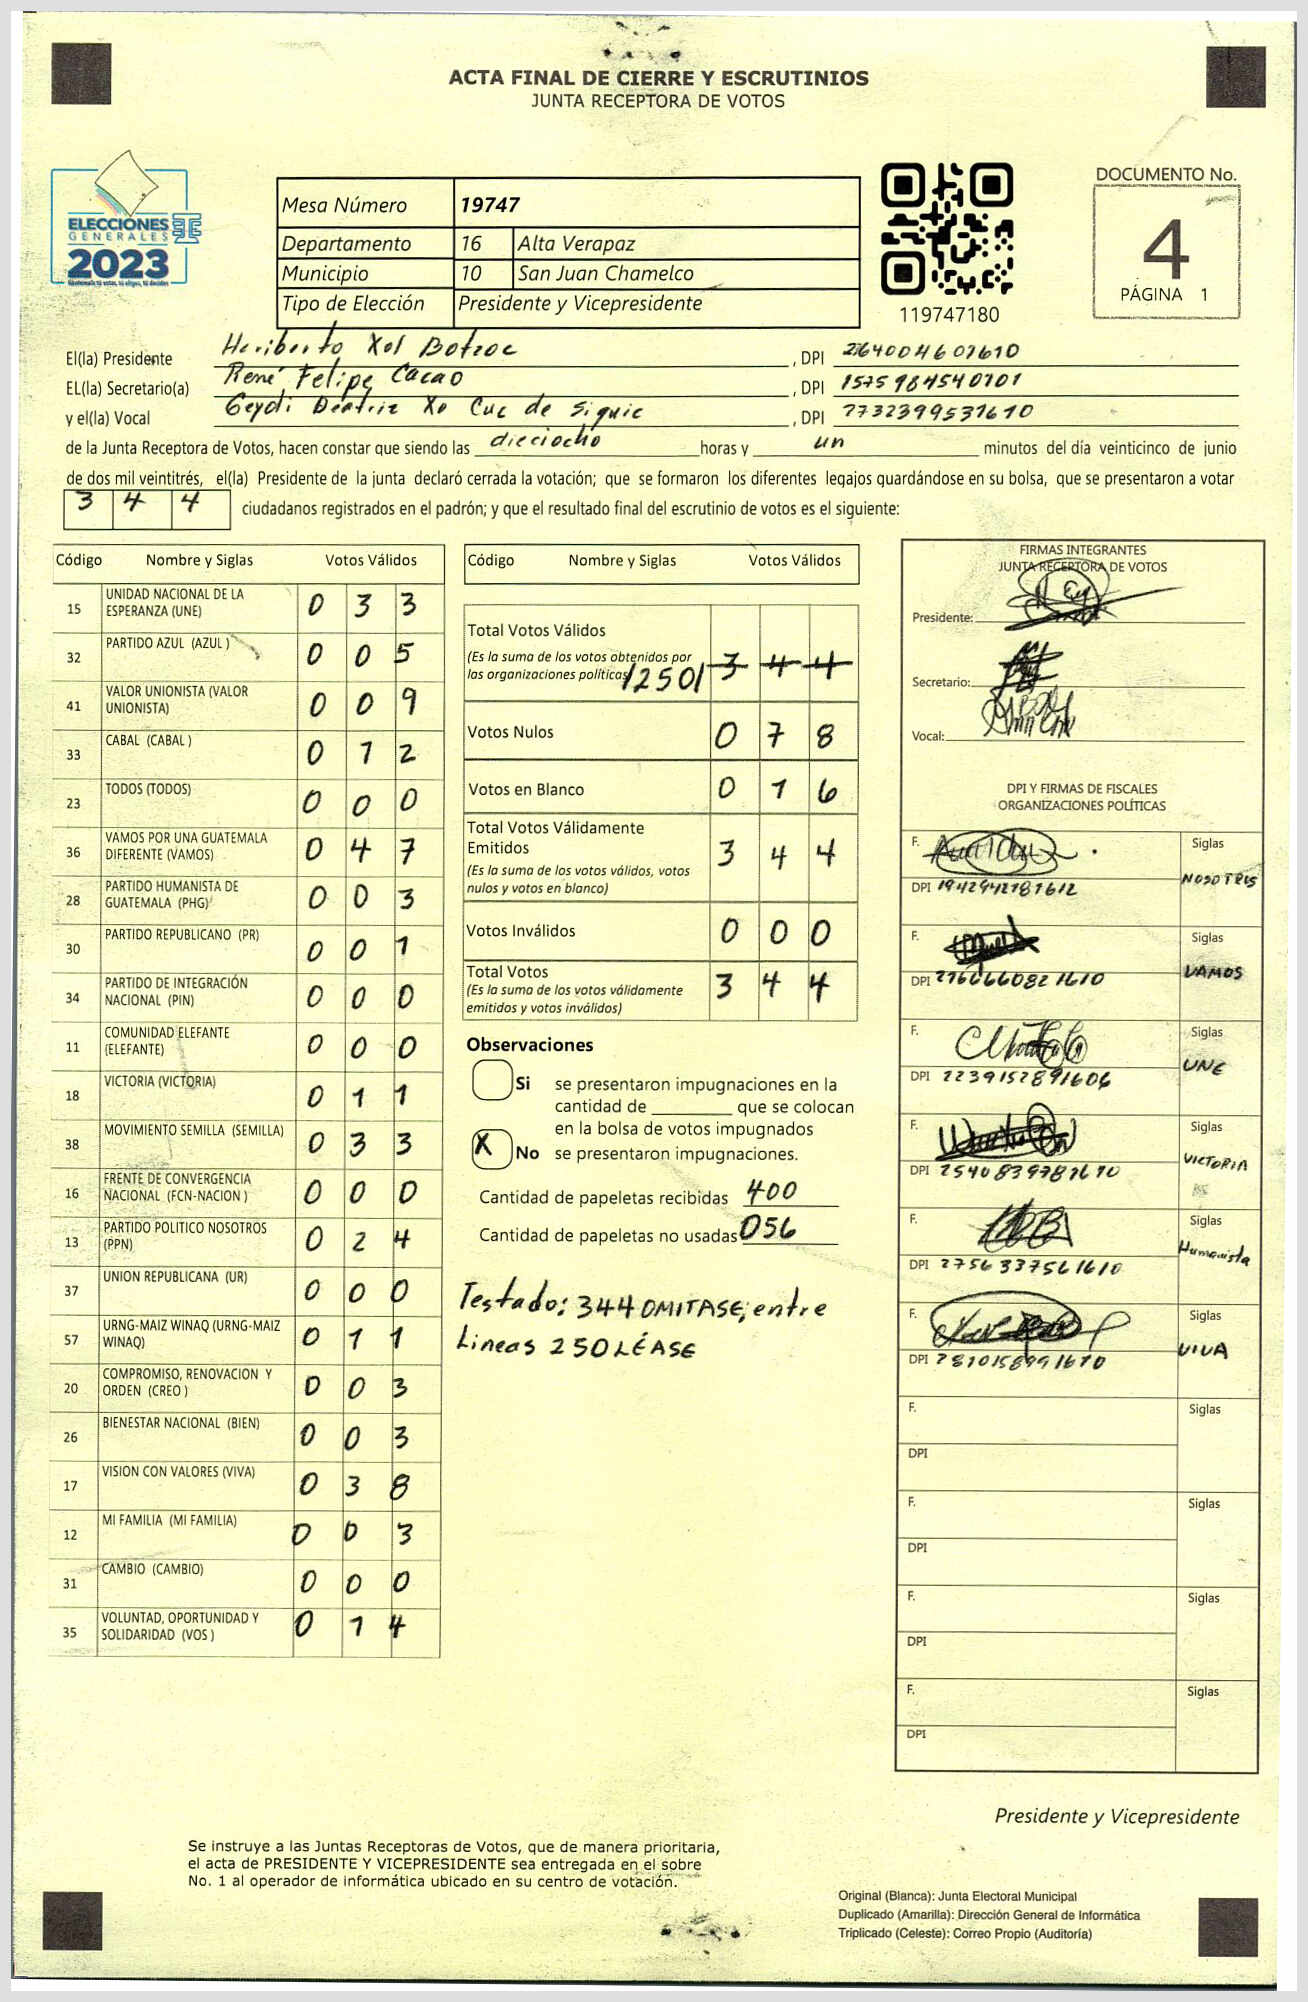 ACTA FINAL DE CIERRE Y ESCRUTINIOS
JUNTA RECEPTORA DE VOTOS
ELECCIONES
GENERALES
2023
Mesa Número 19747
Departamento 16 Alta Verapaz
Municipio 10 San Juan Chamelco
Tipo de Elección Presidente y Vicepresidente
119747180
DOCUMENTO No.
4
PÁGINA 1
El(la) Presidente Heriberto Xol Botzoc , DPI 2640046071610
EL(la) Secretario(a) René Felipe Cacao , DPI 1575984540101
y el(la) Vocal Geydi Beatriz Xo Cuc de Siquic , DPI 2732399531610
de la Junta Receptora de Votos, hacen constar que siendo las dieciocho horas y un minutos del día veinticinco de junio
de dos mil veintitrés, el(la) Presidente de la junta declaró cerrada la votación; que se formaron los diferentes legajos guardándose en su bolsa, que se presentaron a votar
3 4 4 ciudadanos registrados en el padrón; y que el resultado final del escrutinio de votos es el siguiente:
Código Nombre y Siglas Votos Válidos
15 UNIDAD NACIONAL DE LA ESPERANZA (UNE) 0 3 3
32 PARTIDO AZUL (AZUL ) 0 0 5
41 VALOR UNIONISTA (VALOR UNIONISTA) 0 0 9
33 CABAL (CABAL ) 0 1 2
23 TODOS (TODOS) 0 0 0
36 VAMOS POR UNA GUATEMALA DIFERENTE (VAMOS) 0 4 7
28 PARTIDO HUMANISTA DE GUATEMALA (PHG) 0 0 3
30 PARTIDO REPUBLICANO (PR) 0 0 1
34 PARTIDO DE INTEGRACIÓN NACIONAL (PIN) 0 0 0
11 COMUNIDAD ELEFANTE (ELEFANTE) 0 0 0
18 VICTORIA (VICTORIA) 0 1 1
38 MOVIMIENTO SEMILLA (SEMILLA) 0 3 3
16 FRENTE DE CONVERGENCIA NACIONAL (FCN-NACION ) 0 0 0
13 PARTIDO POLITICO NOSOTROS (PPN) 0 2 4
37 UNION REPUBLICANA (UR) 0 0 0
57 URNG-MAIZ WINAQ (URNG-MAIZ WINAQ) 0 1 1
20 COMPROMISO, RENOVACION Y ORDEN (CREO ) 0 0 3
26 BIENESTAR NACIONAL (BIEN) 0 0 3
17 VISION CON VALORES (VIVA) 0 3 8
12 MI FAMILIA (MI FAMILIA) 0 0 3
31 CAMBIO (CAMBIO) 0 0 0
35 VOLUNTAD, OPORTUNIDAD Y SOLIDARIDAD (VOS ) 0 1 4
Código Nombre y Siglas Votos Válidos
Total Votos Válidos
(Es la suma de los votos obtenidos por
las organizaciones políticas) /250/ 3 4 4
Votos Nulos 0 7 8
Votos en Blanco 0 1 6
Total Votos Válidamente
Emitidos 3 4 4
(Es la suma de los votos válidos, votos
nulos y votos en blanco)
Votos Inválidos 0 0 0
Total Votos 3 4 4
(Es la suma de los votos válidamente
emitidos y votos inválidos)
Observaciones
Si se presentaron impugnaciones en la
cantidad de ________ que se colocan
en la bolsa de votos impugnados
X No se presentaron impugnaciones.
Cantidad de papeletas recibidas 400
Cantidad de papeletas no usadas 056
Testado: 344 OMITASE, entre
Lineas 250 LÉASE
FIRMAS INTEGRANTES
JUNTA RECEPTORA DE VOTOS
Presidente:
Secretario:
Vocal:
DPI Y FIRMAS DE FISCALES
ORGANIZACIONES POLÍTICAS
F. Siglas
DPI 1942942181612 NOSOTROS
F. Siglas
DPI 2766660821610 VAMOS
F. Siglas
DPI 2239152891606 UNE
F. Siglas
DPI 2540839781610 VICTORIA
F. Siglas
DPI 2756337561610 Humanista
F. Siglas
DPI 2810158991610 VIVA
F. Siglas
DPI
F. Siglas
DPI
F. Siglas
DPI
F. Siglas
DPI
Presidente y Vicepresidente
Se instruye a las Juntas Receptoras de Votos, que de manera prioritaria,
el acta de PRESIDENTE Y VICEPRESIDENTE sea entregada en el sobre
No. 1 al operador de informática ubicado en su centro de votación.
Original (Blanca): Junta Electoral Municipal
Duplicado (Amarilla): Dirección General de Informática
Triplicado (Celeste): Correo Propio (Auditoría)